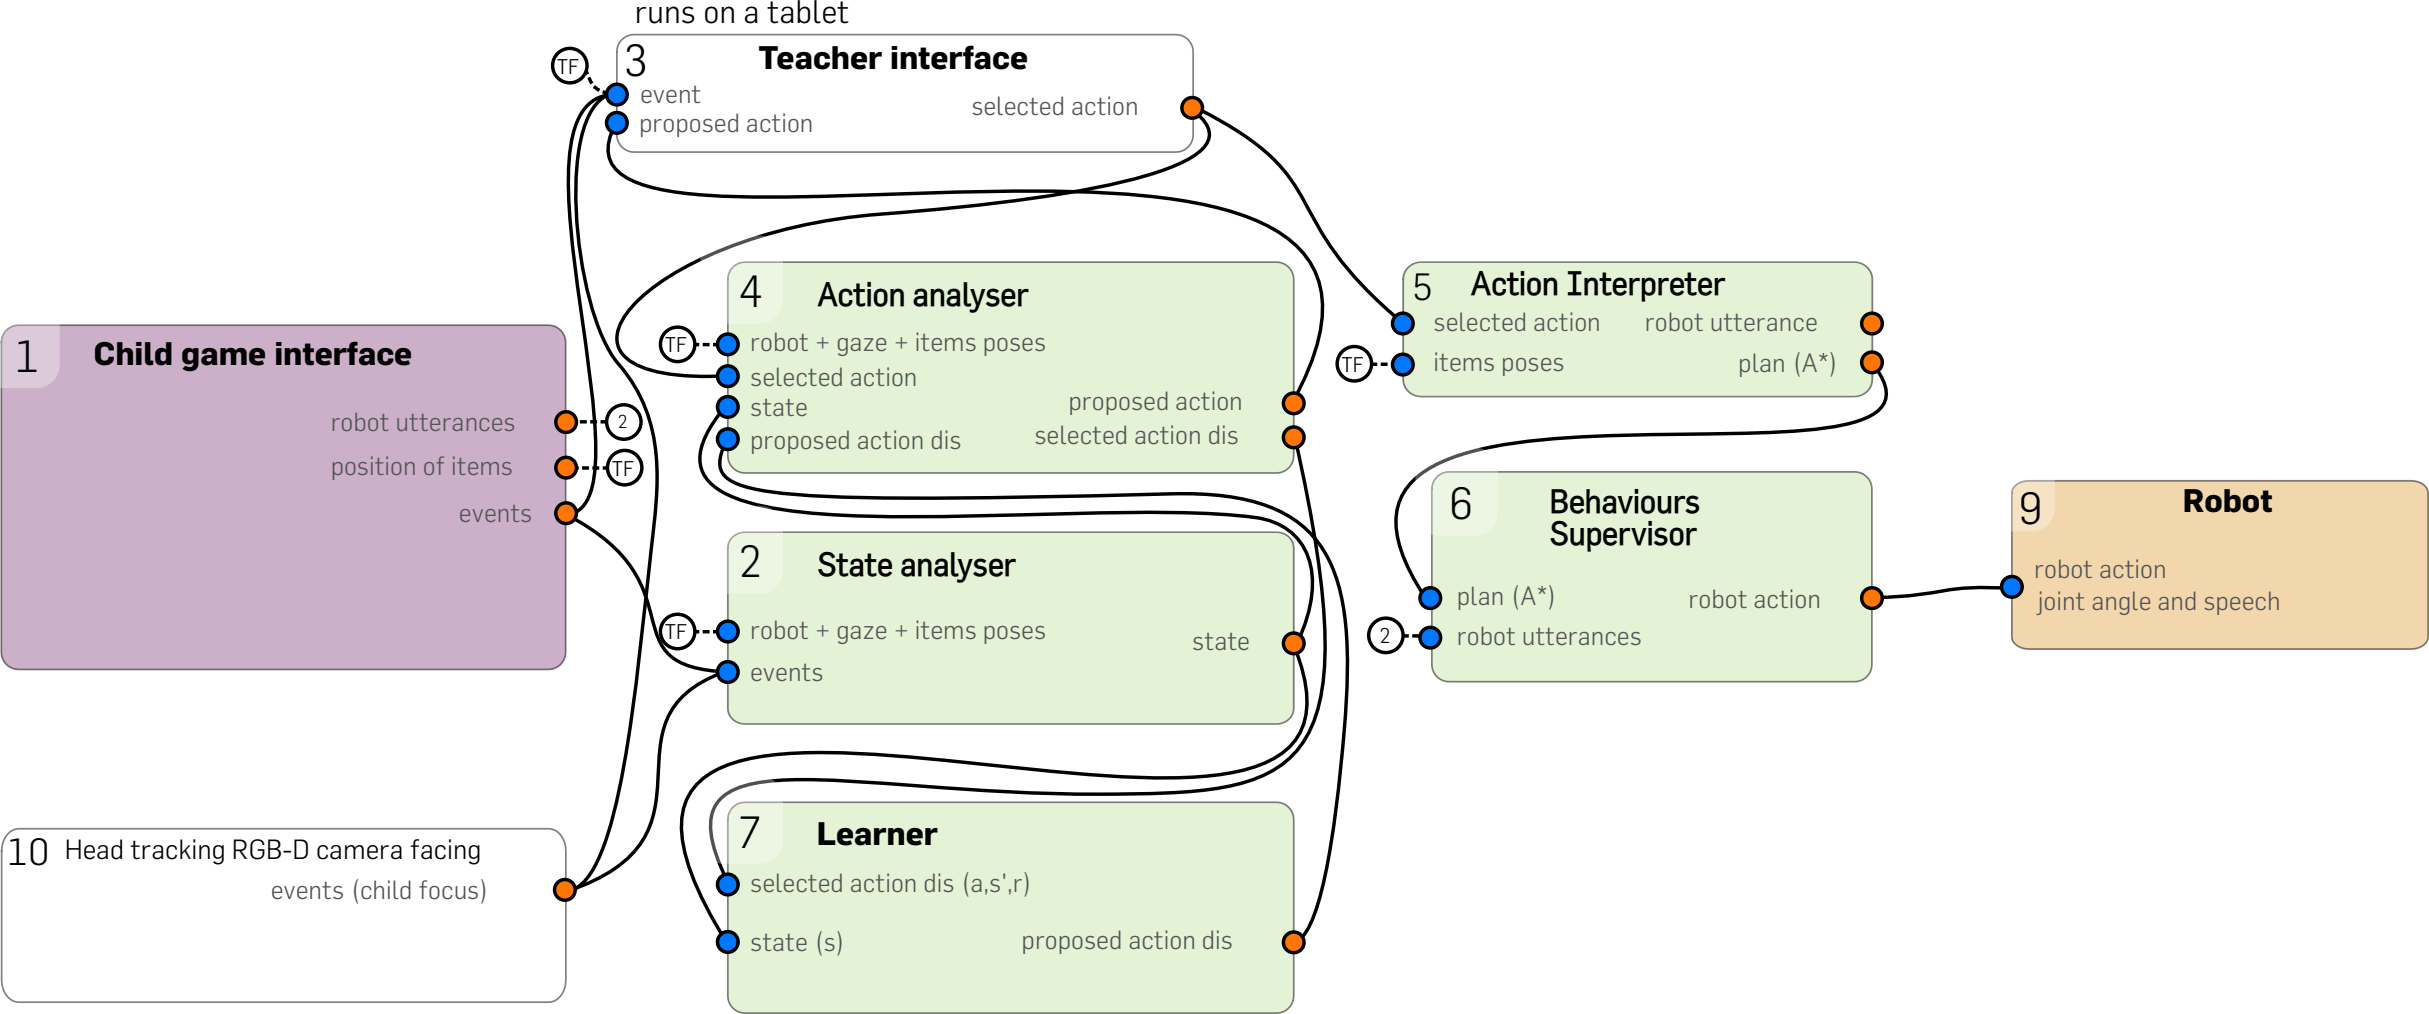 runs on a tablet
3 Teacher interface
TF
event
selected action
proposed action
4 Action analyser
TF robot + gaze + items poses
selected action
state
proposed action
proposed action dis
selected action dis
5 Action Interpreter
selected action robot utterance
TF items poses plan (A*)
1 Child game interface
robot utterances 2
position of items TF
events
6 Behaviours
Supervisor
plan (A*)
robot action
2 robot utterances
9 Robot
robot action
joint angle and speech
2 State analyser
TF robot + gaze + items poses
state
events
10 Head tracking RGB-D camera facing
events (child focus)
7 Learner
selected action dis (a,s',r)
state (s) proposed action dis